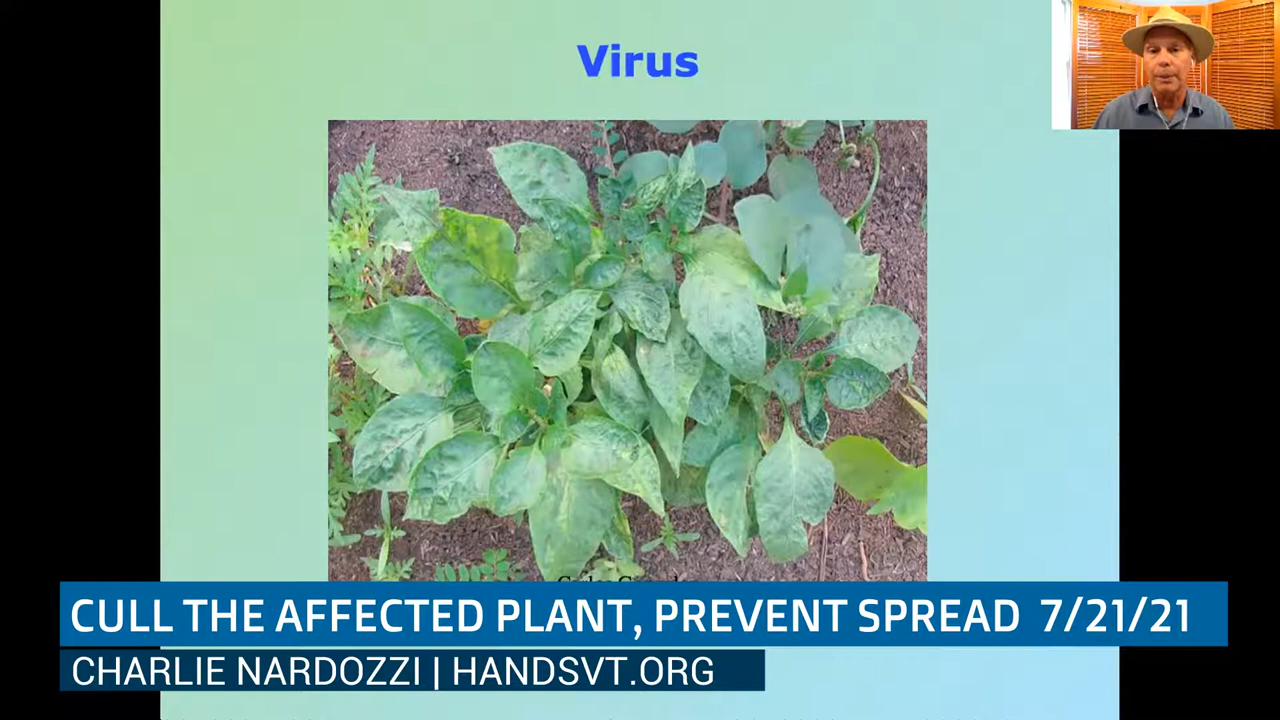 Virus
CULL THE AFFECTED PLANT, PREVENT SPREAD 7/21/21
CHARLIE NARDOZZI | HANDSVT.ORG